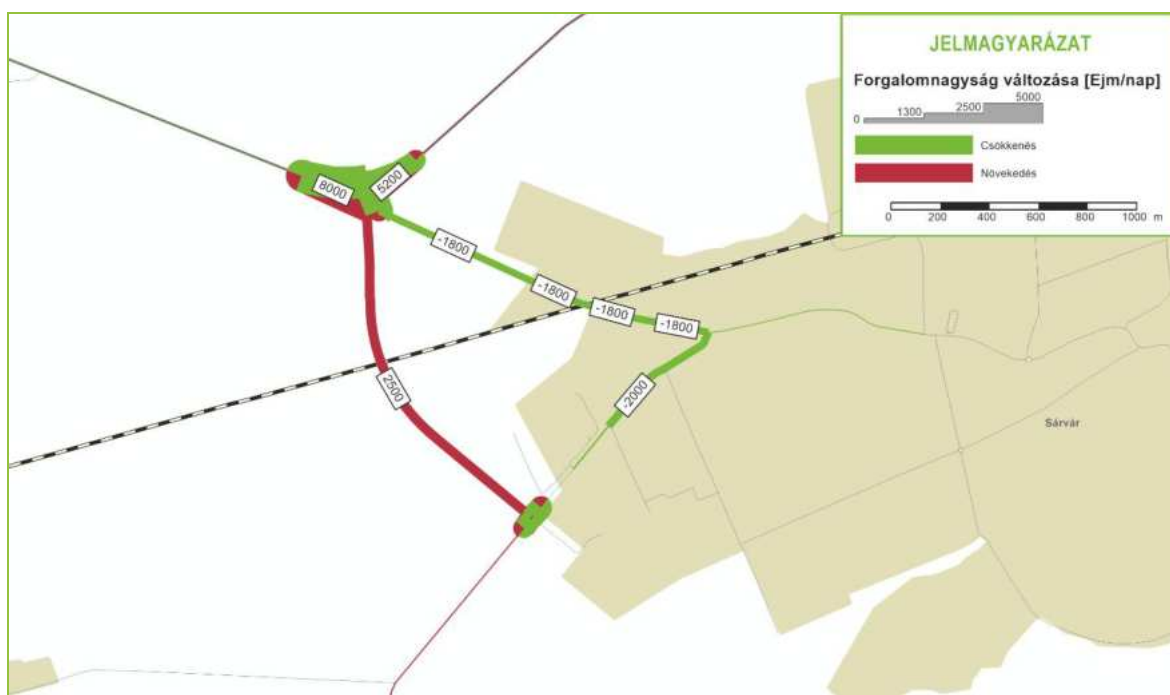 JELMAGYARÁZAT
Forgalomnagyság változása [Ejm/nap]
0 1300 2500 5000
Csökkenés
Növekedés
0 200 400 600 800 1000 m
8000
5200
-1800
-1800
-1800
-1800
2500
-2000
Sárvár